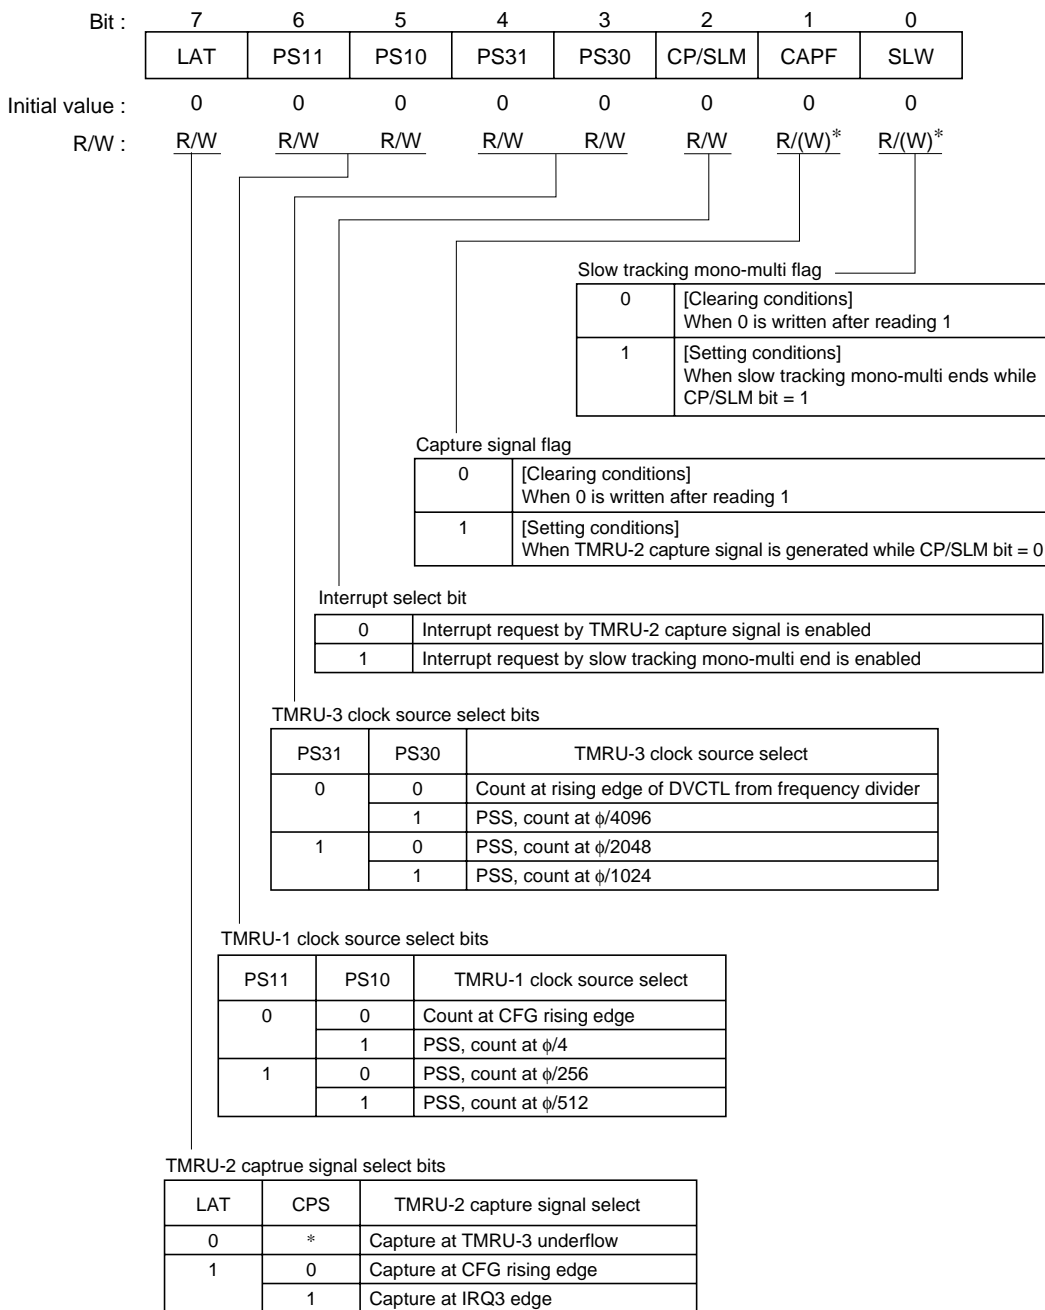 Bit : 7 6 5 4 3 2 1 0
LAT PS11 PS10 PS31 PS30 CP/SLM CAPF SLW
Initial value : 0 0 0 0 0 0 0 0
R/W : R/W R/W R/W R/W R/W R/W R/(W)* R/(W)*
Slow tracking mono-multi flag
0 [Clearing conditions]
When 0 is written after reading 1
1 [Setting conditions]
When slow tracking mono-multi ends while
CP/SLM bit = 1
Capture signal flag
0 [Clearing conditions]
When 0 is written after reading 1
1 [Setting conditions]
When TMRU-2 capture signal is generated while CP/SLM bit = 0
Interrupt select bit
0 Interrupt request by TMRU-2 capture signal is enabled
1 Interrupt request by slow tracking mono-multi end is enabled
TMRU-3 clock source select bits
PS31 PS30 TMRU-3 clock source select
0 0 Count at rising edge of DVCTL from frequency divider
1 PSS, count at ϕ/4096
1 0 PSS, count at ϕ/2048
1 PSS, count at ϕ/1024
TMRU-1 clock source select bits
PS11 PS10 TMRU-1 clock source select
0 0 Count at CFG rising edge
1 PSS, count at ϕ/4
1 0 PSS, count at ϕ/256
1 PSS, count at ϕ/512
TMRU-2 captrue signal select bits
LAT CPS TMRU-2 capture signal select
0 * Capture at TMRU-3 underflow
1 0 Capture at CFG rising edge
1 Capture at IRQ3 edge